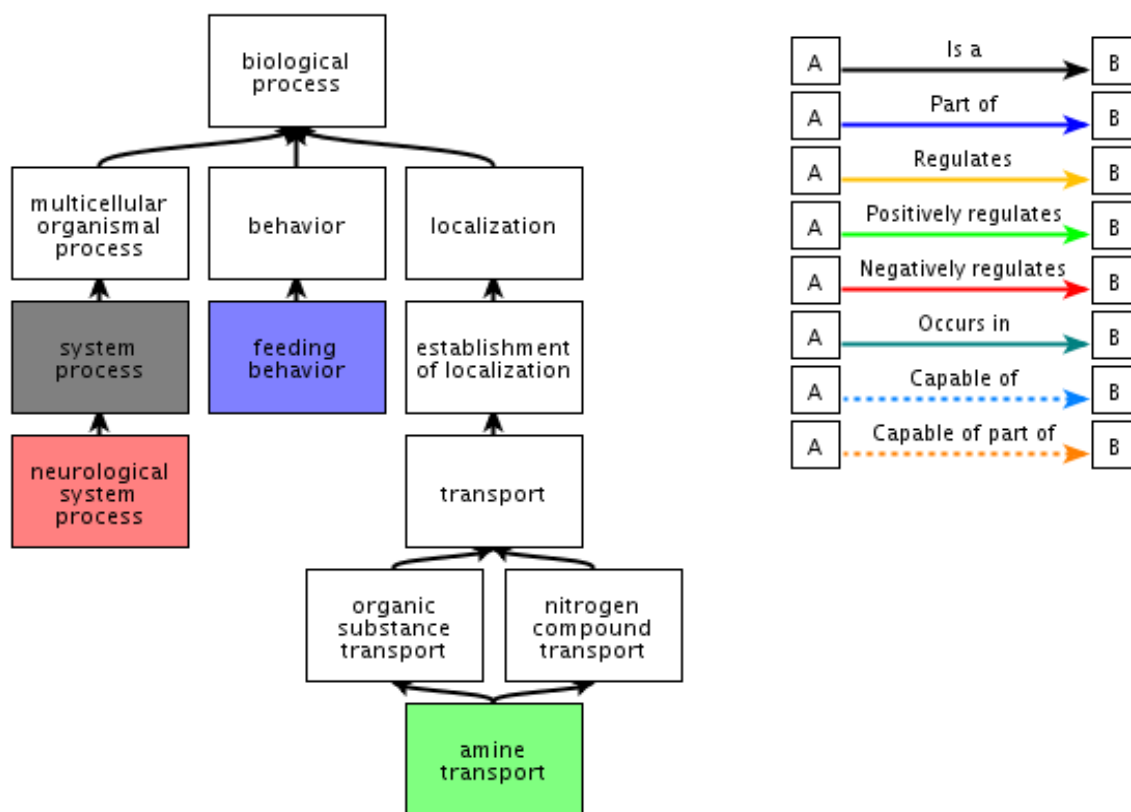 biological
process
multicellular
organismal
process
behavior
localization
system
process
feeding
behavior
establishment
of localization
neurological
system
process
transport
organic
substance
transport
nitrogen
compound
transport
amine
transport
A Is a B
A Part of B
A Regulates B
A Positively regulates B
A Negatively regulates B
A Occurs in B
A Capable of B
A Capable of part of B